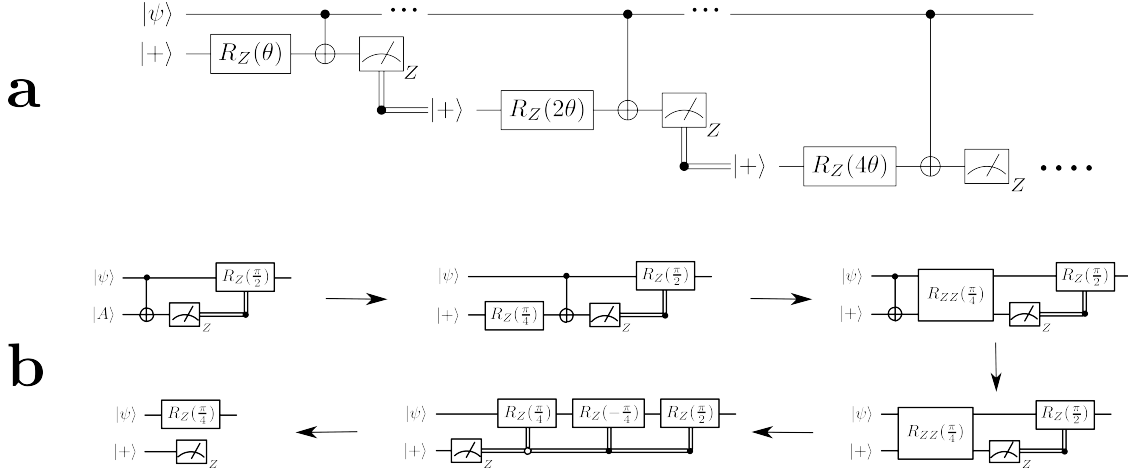 a
|ψ⟩ ... ...
|+⟩ R_Z(θ) Z
|+⟩ R_Z(2θ) Z
|+⟩ R_Z(4θ) Z ....
b
|ψ⟩ R_Z(π/2)
|A⟩ Z
|ψ⟩ R_Z(π/2)
|+⟩ R_Z(π/4) Z
|ψ⟩ R_ZZ(π/4) R_Z(π/2)
|+⟩ Z
|ψ⟩ R_Z(π/4)
|+⟩ Z
|ψ⟩ R_Z(π/4) R_Z(-π/4) R_Z(π/2)
|+⟩ Z
|ψ⟩ R_ZZ(π/4) R_Z(π/2)
|+⟩ Z